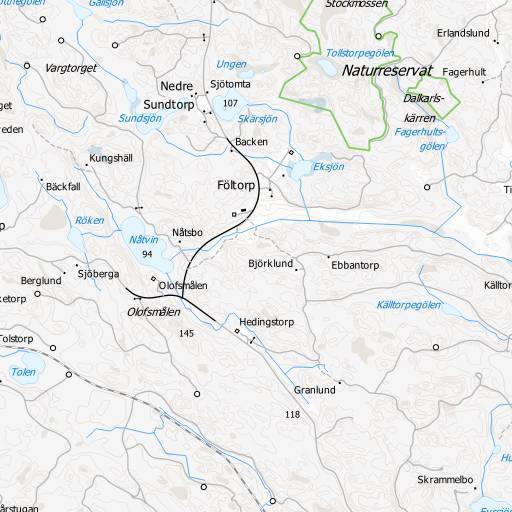 Stockmossen
Gällsjön
Erlandslund
Vargtorget
Tollstorpegölen
Ungen
Naturreservat
Fagerhult
Nedre
Sundtorp
Sjötomta
107
Dalkarls-
kärren
Sundsjön
Skärsjön
Fagerhults-
gölen
Backen
Kungshäll
Eksjön
Bäckfall
Föltorp
Röken
Nåtvin
94
Nåtsbo
Sjöberga
Björklund
Ebbantorp
Berglund
Olofsmålen
Olofsmålen
Källtorpegölen
Hedingstorp
145
Tolstorp
Tolen
Granlund
118
Skrammelbo